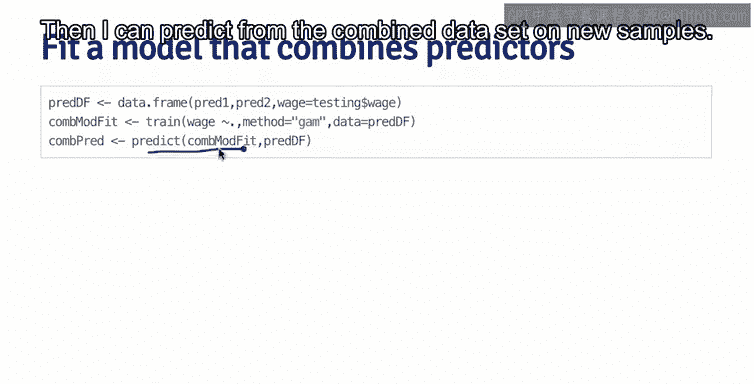 Then I can predict from the combined data set on new samples.
Fit a model that combines predictors
predDF <- data.frame(pred1,pred2,wage=testing$wage)
combModFit <- train(wage ~.,method="gam",data=predDF)
combPred <- predict(combModFit,predDF)